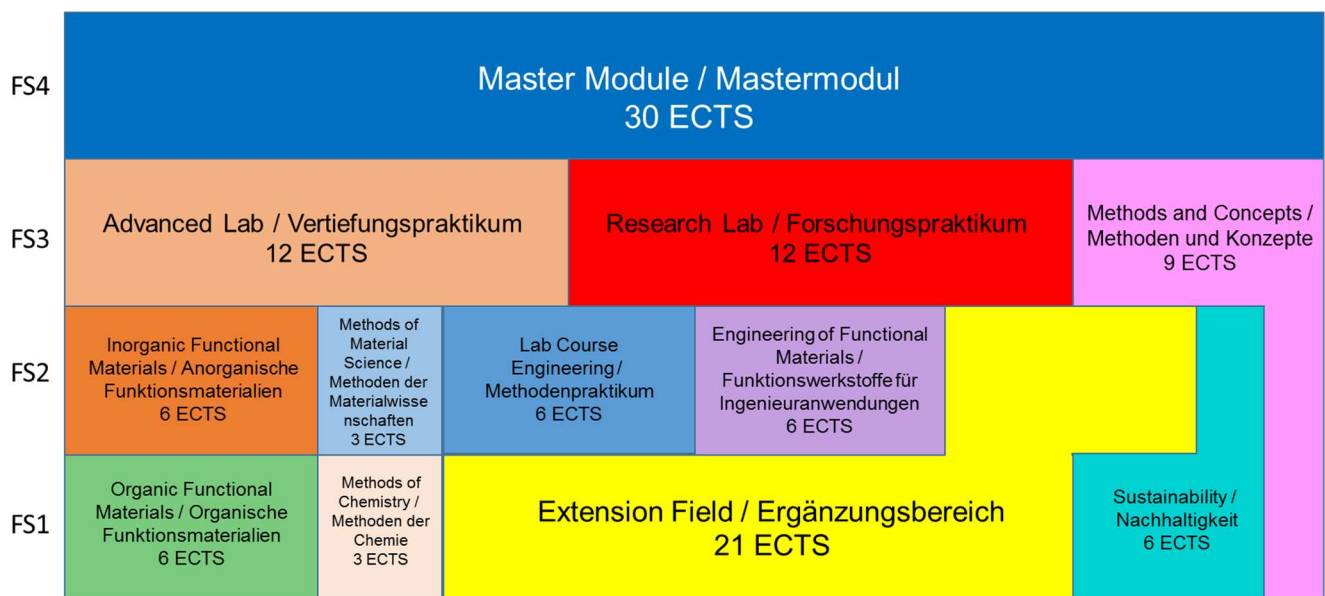 FS4
Master Module / Mastermodul
30 ECTS
FS3
Advanced Lab / Vertiefungspraktikum
12 ECTS
Research Lab / Forschungspraktikum
12 ECTS
Methods and Concepts /
Methoden und Konzepte
9 ECTS
FS2
Inorganic Functional
Materials / Anorganische
Funktionsmaterialien
6 ECTS
Methods of
Material
Science /
Methoden der
Materialwisse
nschaften
3 ECTS
Lab Course
Engineering /
Methodenpraktikum
6 ECTS
Engineering of Functional
Materials /
Funktionswerkstoffe für
Ingenieuranwendungen
6 ECTS
FS1
Organic Functional
Materials / Organische
Funktionsmaterialien
6 ECTS
Methods of
Chemistry /
Methoden der
Chemie
3 ECTS
Extension Field / Ergänzungsbereich
21 ECTS
Sustainability /
Nachhaltigkeit
6 ECTS